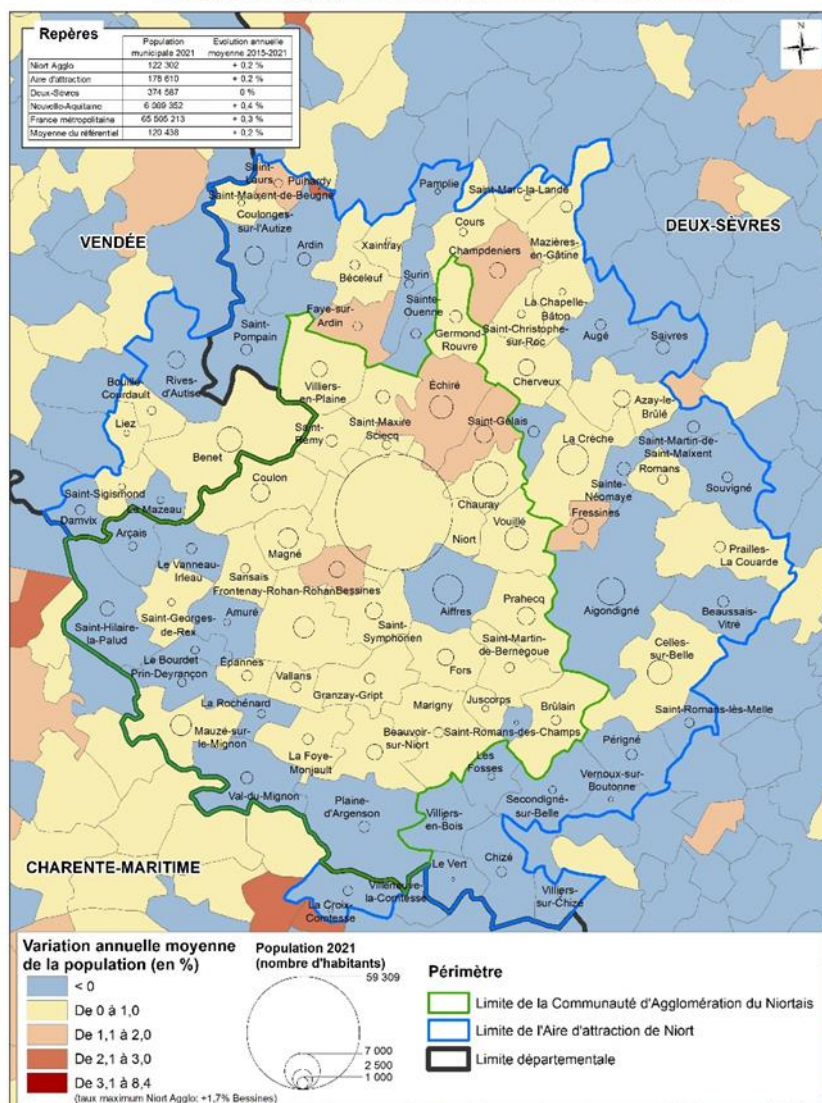 Repères
Population municipale 2021
Evolution annuelle moyenne 2015-2021
Niort Agglo 122 302 + 0,2 %
Aire d'attraction 178 610 + 0,2 %
Deux-Sèvres 374 587 0 %
Nouvelle-Aquitaine 6 069 352 + 0,4 %
France métropolitaine 65 505 213 + 0,3 %
Moyenne du référentiel 120 438 + 0,2 %
N
VENDÉE
DEUX-SÈVRES
CHARENTE-MARITIME
Saint-Laurs
Puihardy
Saint-Maixent-de-Beugné
Coulonges-sur-l'Autize
Ardin
Pamplie
Saint-Marc-la-Lande
Cours
Xaintray
Champdeniers
Mazières-en-Gâtine
Béceleuf
Surin
La Chapelle-Bâton
Faye-sur-Ardin
Sainte-Ouenne
Germond-Rouvre
Saint-Christophe-sur-Roc
Augé
Saivres
Saint-Pompain
Rives-d'Autise
Bouillé-Courdault
Liez
Villiers-en-Plaine
Échiré
Cherveux
Azay-le-Brûlé
Benet
Saint-Rémy
Saint-Maxire
Sciecq
Saint-Gelais
La Crèche
Saint-Martin-de-Saint-Maixent
Romans
Sainte-Néomaye
Souvigné
Saint-Sigismond
Le Mazeau
Damvix
Coulon
Chauray
Niort
Vouillé
Fressines
Prailles-La Couarde
Arçais
Le Vanneau-Irleau
Magné
Sansais
Frontenay-Rohan-Rohan
Bessines
Aiffres
Prahecq
Aigondigné
Beaussais-Vitré
Saint-Hilaire-la-Palud
Saint-Georges-de-Rex
Amuré
Saint-Symphorien
Saint-Martin-de-Bernegoue
Celles-sur-Belle
Le Bourdet
Prin-Deyrançon
Épannes
Vallans
Fors
Granzay-Gript
La Rochénard
Marigny
Juscorps
Brûlain
Saint-Romans-des-Champs
Saint-Romans-lès-Melle
Mauzé-sur-le-Mignon
La Foye-Monjault
Beauvoir-sur-Niort
Les Fosses
Périgné
Vernoux-sur-Boutonne
Val-du-Mignon
Plaine-d'Argenson
Villiers-en-Bois
Secondigné-sur-Belle
Le Vert
Chizé
Villeneuve-la-Comtesse
La Croix-Comtesse
Villiers-sur-Chizé
Variation annuelle moyenne
de la population (en %)
< 0
De 0 à 1,0
De 1,1 à 2,0
De 2,1 à 3,0
De 3,1 à 8,4
(taux maximum Niort Agglo: +1,7% Bessines)
Population 2021
(nombre d'habitants)
59 309
7 000
2 500
1 000
Périmètre
Limite de la Communauté d'Agglomération du Niortais
Limite de l'Aire d'attraction de Niort
Limite départementale